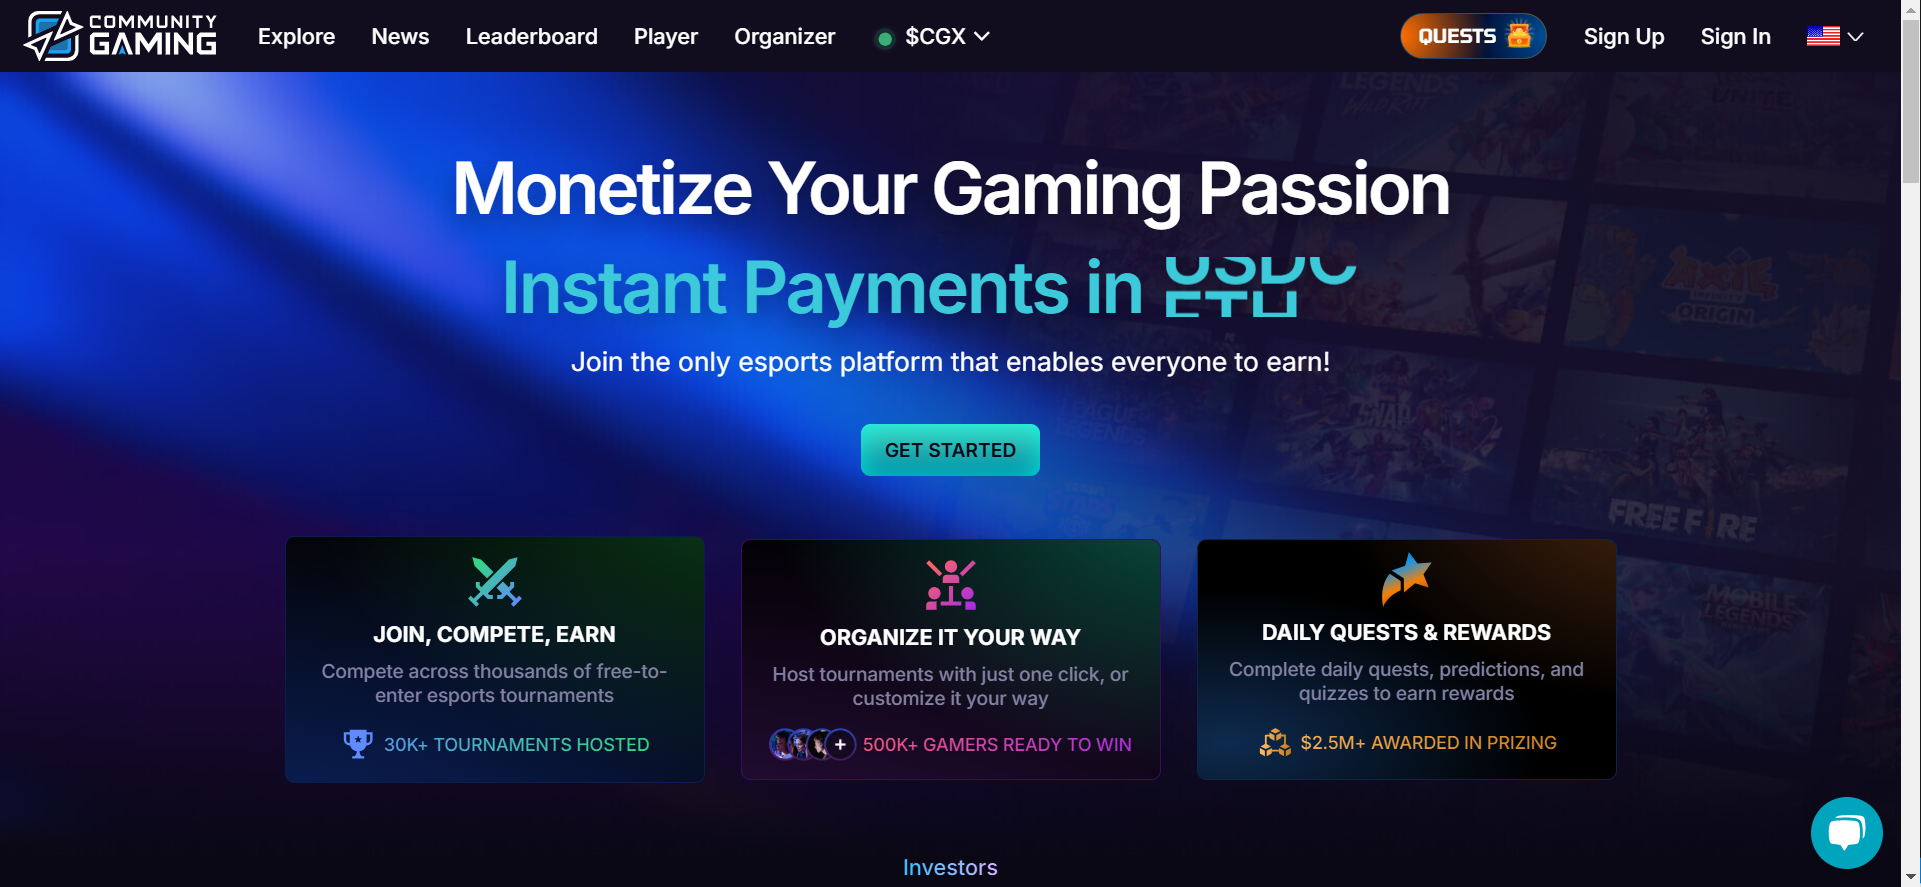 COMMUNITY
GAMING
Explore
News
Leaderboard
Player
Organizer
$CGX
QUESTS
Sign Up
Sign In
LEGENDS
WILD RIFT
UNITE
Monetize Your Gaming Passion
Instant Payments in USDC
ETH
AXIE
ORIGIN
Join the only esports platform that enables everyone to earn!
LEAGUE
LEGENDS
SNAP
GET STARTED
FREE FIRE
MOBILE
LEGENDS
JOIN, COMPETE, EARN
Compete across thousands of free-to-
enter esports tournaments
30K+ TOURNAMENTS HOSTED
ORGANIZE IT YOUR WAY
Host tournaments with just one click, or
customize it your way
+ 500K+ GAMERS READY TO WIN
DAILY QUESTS & REWARDS
Complete daily quests, predictions, and
quizzes to earn rewards
$2.5M+ AWARDED IN PRIZING
Investors